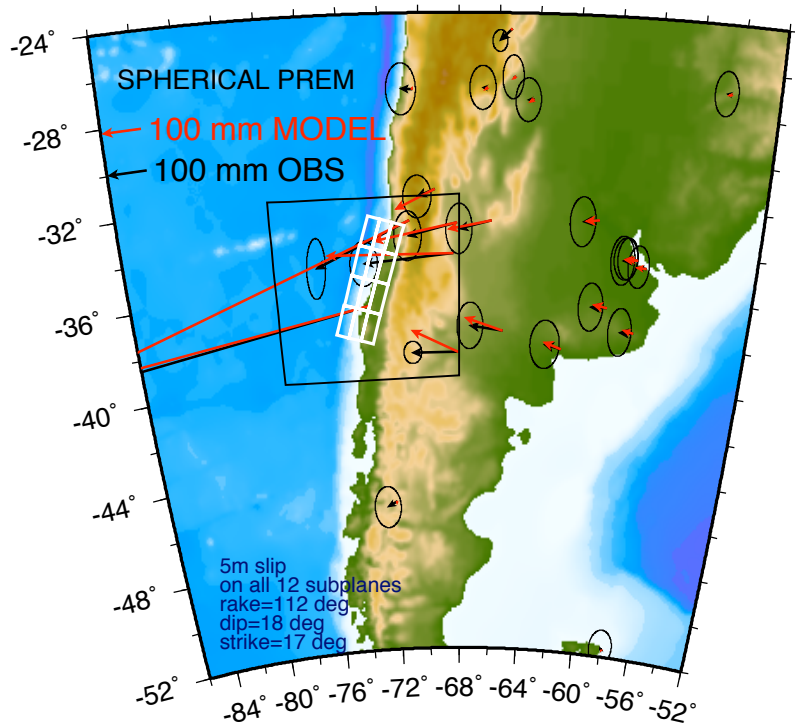 -24°
SPHERICAL PREM
-28°
100 mm MODEL
100 mm OBS
-32°
-36°
-40°
-44°
-48°
5m slip
on all 12 subplanes
rake=112 deg
dip=18 deg
strike=17 deg
-52°
-84° -80° -76° -72° -68° -64° -60° -56° -52°